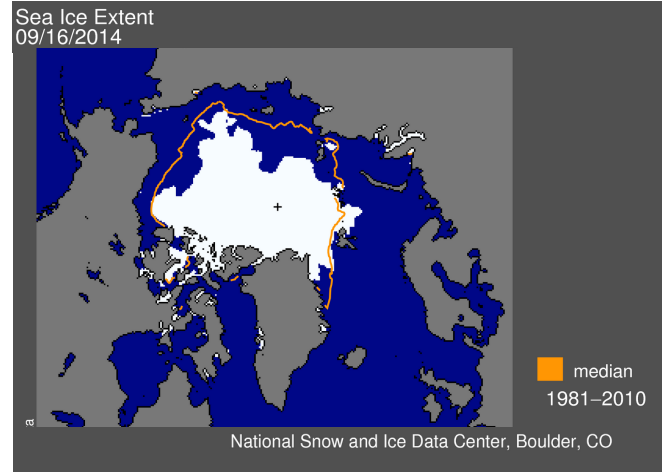 Sea Ice Extent
09/16/2014
median
1981–2010
a
National Snow and Ice Data Center, Boulder, CO